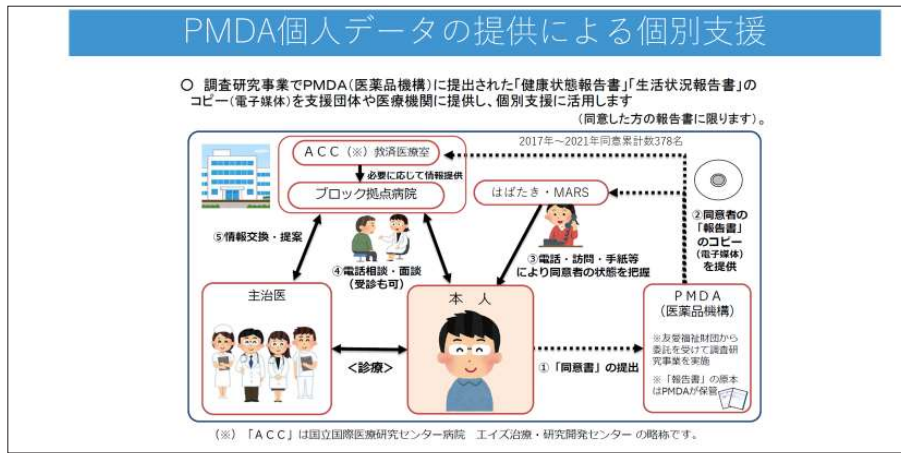 PMDA個人データの提供による個別支援
○ 調査研究事業でPMDA(医薬品機構)に提出された「健康状態報告書」「生活状況報告書」の
コピー(電子媒体)を支援団体や医療機関に提供し、個別支援に活用します
(同意した方の報告書に限ります)。
2017年～2021年同意累計数378名
ACC(※)救済医療室
必要に応じて情報提供
ブロック拠点病院
はばたき・MARS
②同意者の
「報告書」
のコピー
(電子媒体)
を提供
⑤情報交換・提案
④電話相談・面談
(受診も可)
③電話・訪問・手紙等
により同意者の状態を把握
主治医
本 人
PMDA
(医薬品機構)
※友愛福祉財団から
委託を受けて調査研
究事業を実施
※「報告書」の原本
はPMDAが保管
<診療>
①「同意書」の提出
(※)「ACC」は国立国際医療研究センター病院 エイズ治療・研究開発センター の略称です。